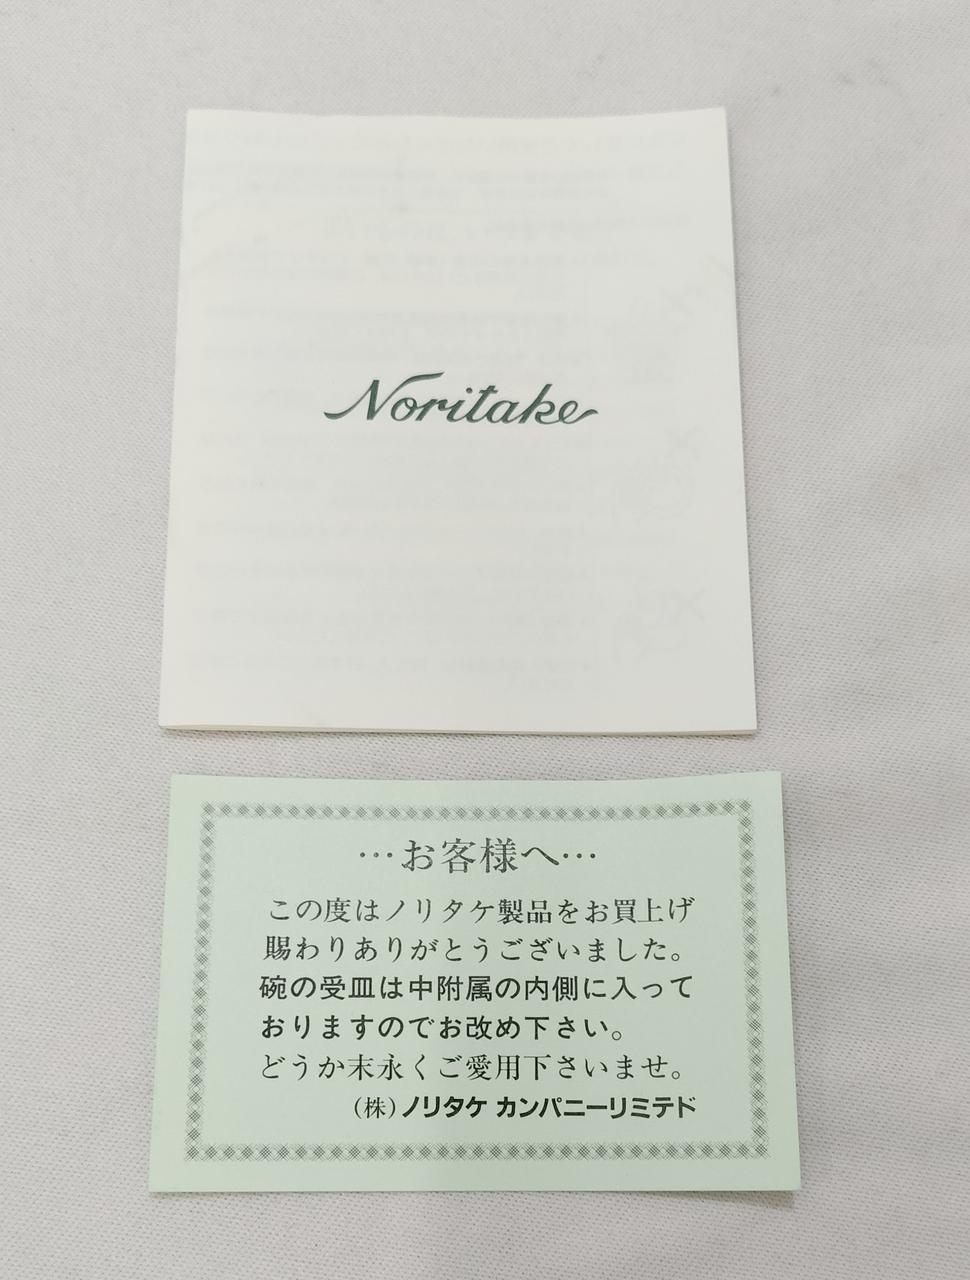 Noritake
…お客様へ…
この度はノリタケ製品をお買上げ
賜わりありがとうございました。
碗の受皿は中附属の内側に入って
おりますのでお改め下さい。
どうか末永くご愛用下さいませ。
(株)ノリタケ カンパニーリミテド